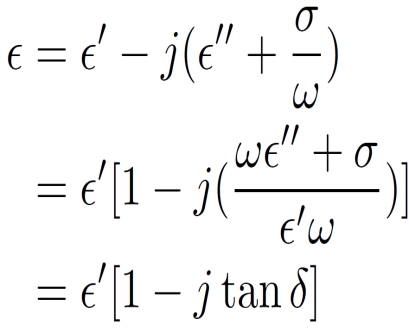 ϵ = ϵ′ − j(ϵ″ + σ/ω)
= ϵ′[1 − j((ωϵ″ + σ)/(ϵ′ω))]
= ϵ′[1 − j tan δ]